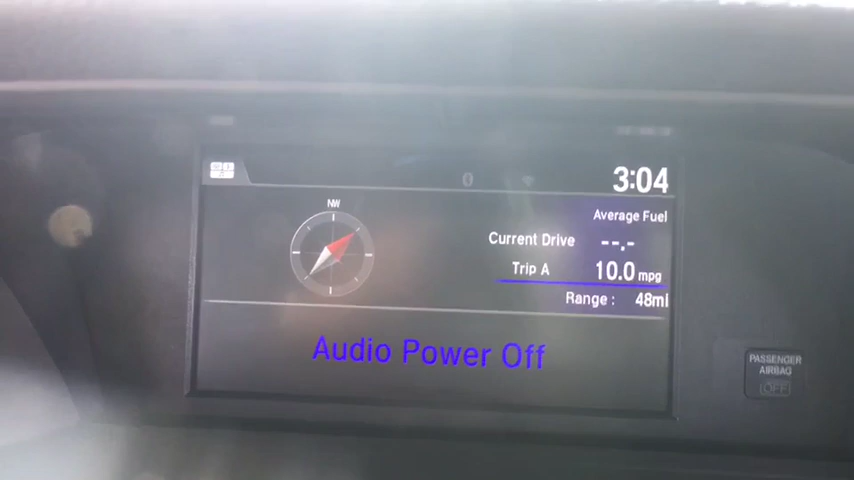 3:04
NW
Average Fuel
Current Drive --.-
Trip A 10.0 mpg
Range : 48mi
Audio Power Off
PASSENGER
AIRBAG
OFF